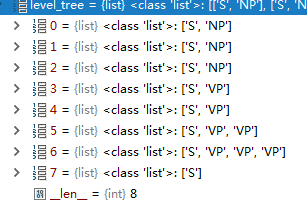 level_tree = {list} <class 'list'>: [['S', 'NP'], ['S', 'N
0 = {list} <class 'list'>: ['S', 'NP']
1 = {list} <class 'list'>: ['S', 'NP']
2 = {list} <class 'list'>: ['S', 'NP']
3 = {list} <class 'list'>: ['S', 'VP']
4 = {list} <class 'list'>: ['S', 'VP']
5 = {list} <class 'list'>: ['S', 'VP', 'VP']
6 = {list} <class 'list'>: ['S', 'VP', 'VP', 'VP']
7 = {list} <class 'list'>: ['S']
__len__ = {int} 8